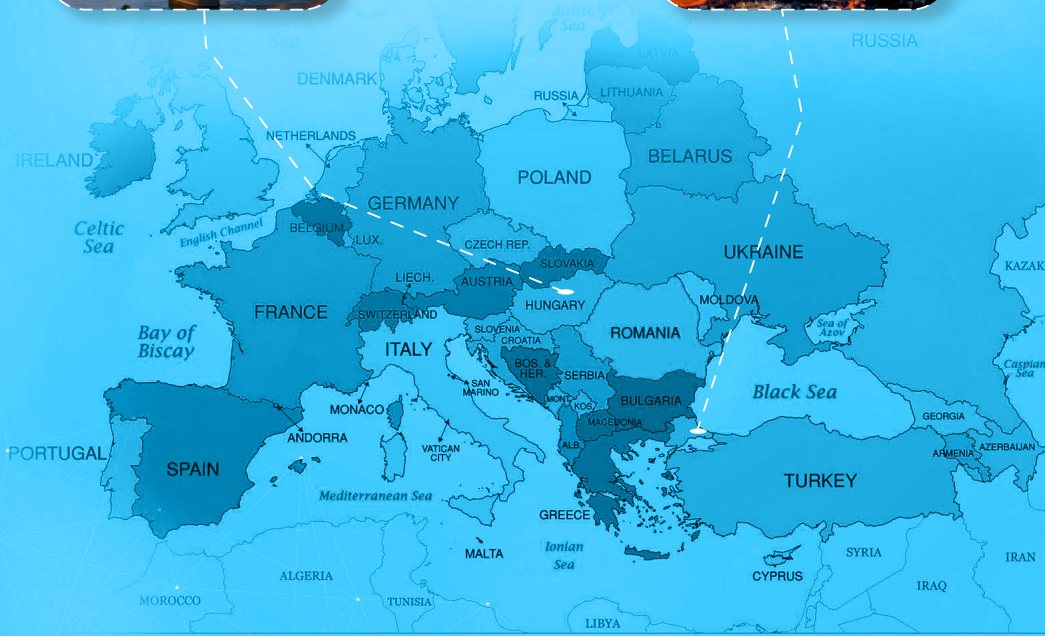 Baltic
Sea
Sea
RUSSIA
LATVIA
DENMARK
LITHUANIA
RUSSIA
NETHERLANDS
IRELAND
BELARUS
POLAND
GERMANY
Celtic
Sea
English Channel
BELGIUM
LUX.
CZECH REP.
UKRAINE
SLOVAKIA
KAZAK
LIECH.
AUSTRIA
HUNGARY
MOLDOVA
FRANCE
SWITZERLAND
Sea of
Azov
SLOVENIA
CROATIA
ROMANIA
Bay of
Biscay
ITALY
BOS. &
HER.
SERBIA
Caspian
Sea
SAN
MARINO
Black Sea
MONT.
KOS.
BULGARIA
MONACO
GEORGIA
MACEDONIA
ANDORRA
ALB.
VATICAN
CITY
ARMENIA
AZERBAIJAN
PORTUGAL
SPAIN
TURKEY
Mediterranean Sea
GREECE
MALTA
Ionian
Sea
SYRIA
IRAN
CYPRUS
ALGERIA
IRAQ
MOROCCO
TUNISIA
LIBYA